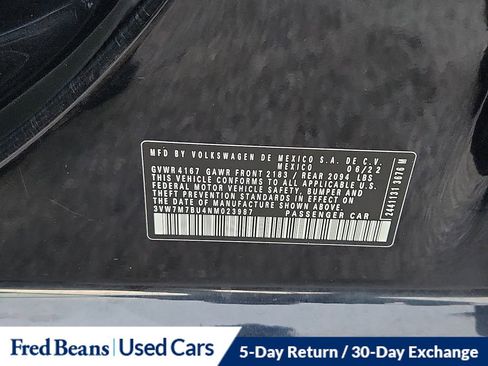 MFD BY VOLKSWAGEN DE MEXICO S.A. DE C.V.
MEXICO 06/22
GVWR4167 GAWR FRONT 2183 / REAR 2094 LBS
THIS VEHICLE CONFORMS TO ALL APPLICABLE U.S.
FEDERAL MOTOR VEHICLE SAFETY, BUMPER AND
THEFT PREVENTION STANDARDS IN EFFECT ON
THE DATE OF MANUFACTURE SHOWN ABOVE.
3VW7M7BU4NM023987 PASSENGER CAR
Fred Beans Used Cars
5-Day Return / 30-Day Exchange